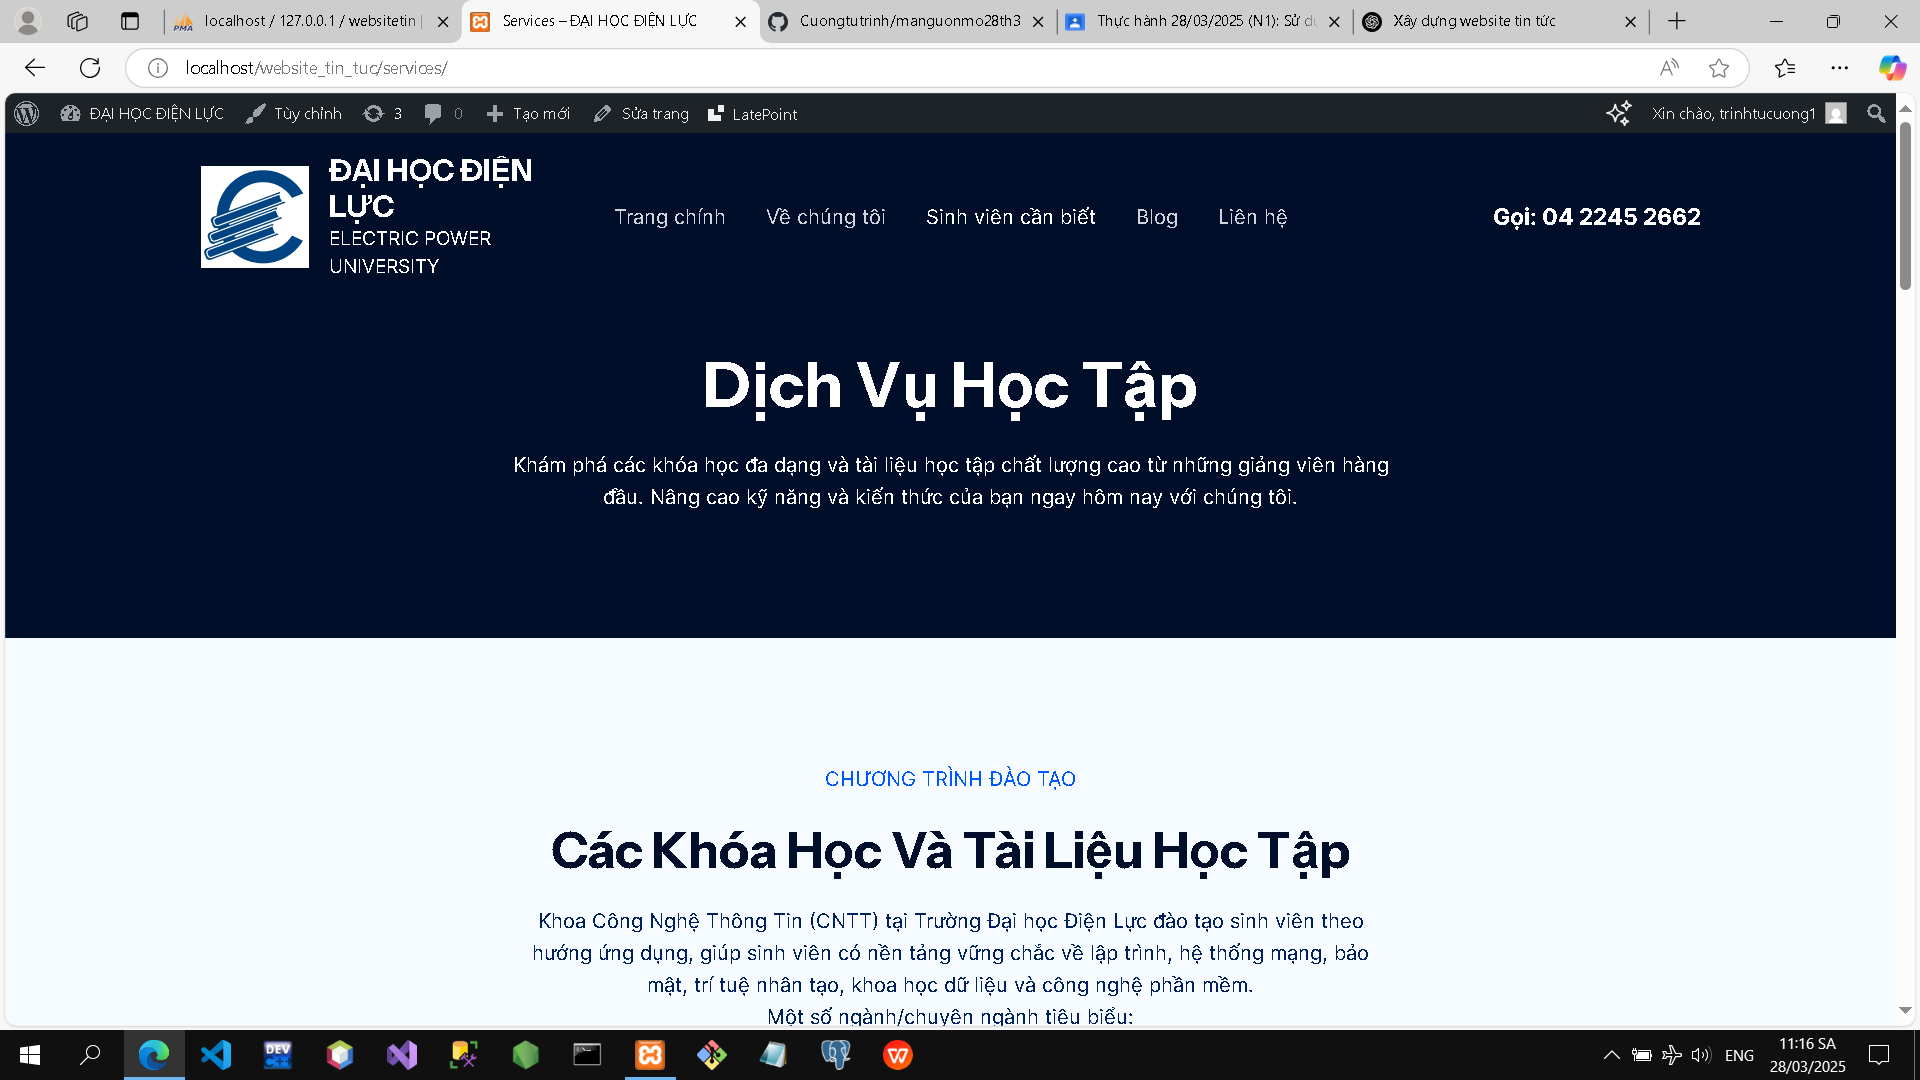 localhost / 127.0.0.1 / websitetin |
Services – ĐẠI HỌC ĐIỆN LỰC
Cuongtutrinh/manguonmo28th3
Thực hành 28/03/2025 (N1): Sử dụ
Xây dựng website tin tức
localhost/website_tin_tuc/services/
ĐẠI HỌC ĐIỆN LỰC
Tùy chỉnh
3
0
Tạo mới
Sửa trang
LatePoint
Xin chào, trinhtucuong1
ĐẠI HỌC ĐIỆN
LỰC
ELECTRIC POWER
UNIVERSITY
Trang chính
Về chúng tôi
Sinh viên cần biết
Blog
Liên hệ
Gọi: 04 2245 2662
Dịch Vụ Học Tập
Khám phá các khóa học đa dạng và tài liệu học tập chất lượng cao từ những giảng viên hàng
đầu. Nâng cao kỹ năng và kiến thức của bạn ngay hôm nay với chúng tôi.
CHƯƠNG TRÌNH ĐÀO TẠO
Các Khóa Học Và Tài Liệu Học Tập
Khoa Công Nghệ Thông Tin (CNTT) tại Trường Đại học Điện Lực đào tạo sinh viên theo
hướng ứng dụng, giúp sinh viên có nền tảng vững chắc về lập trình, hệ thống mạng, bảo
mật, trí tuệ nhân tạo, khoa học dữ liệu và công nghệ phần mềm.
Một số ngành/chuyên ngành tiêu biểu:
DEV
ENG
11:16 SA
28/03/2025